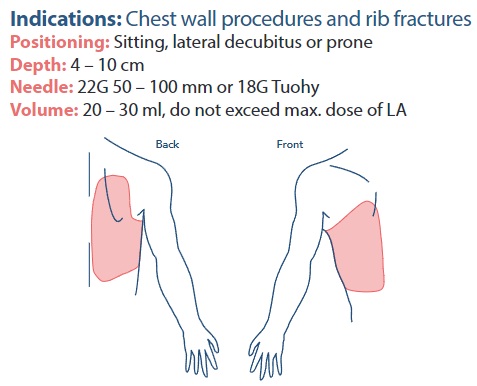 Indications: Chest wall procedures and rib fractures
Positioning: Sitting, lateral decubitus or prone
Depth: 4 – 10 cm
Needle: 22G 50 – 100 mm or 18G Tuohy
Volume: 20 – 30 ml, do not exceed max. dose of LA
Back
Front